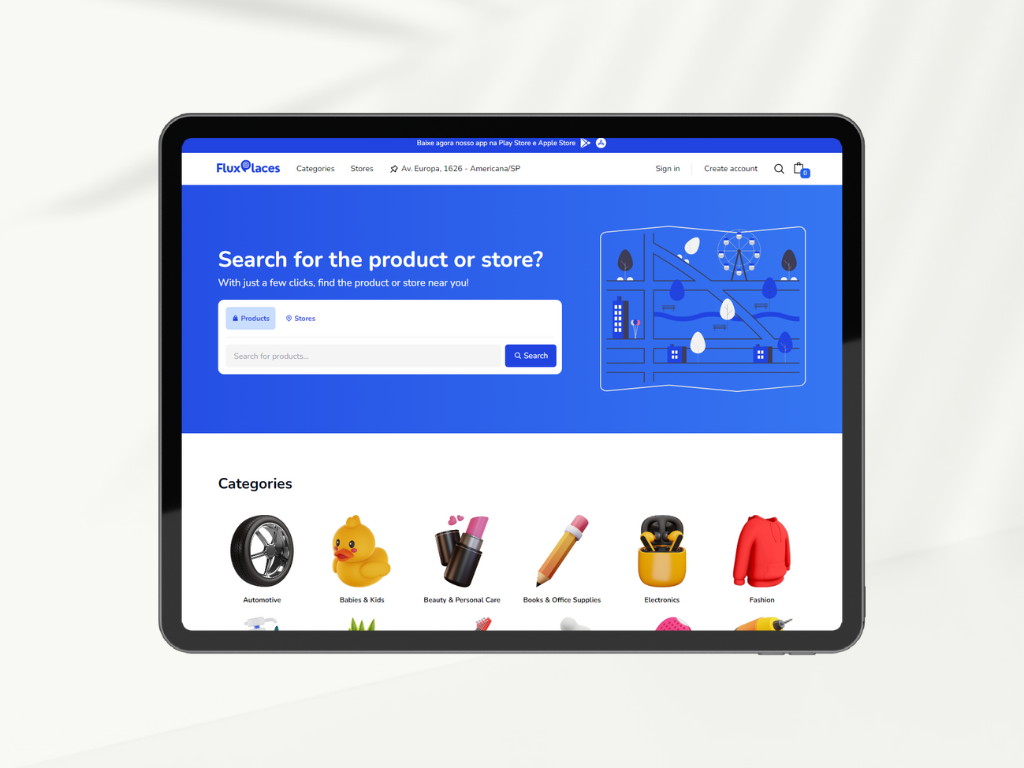 Baixe agora nosso app na Play Store e Apple Store
FluxPlaces Categories Stores Av. Europa, 1626 - Americana/SP Sign in Create account 0
Search for the product or store?
With just a few clicks, find the product or store near you!
Products Stores
Search for products... Search
Categories
Automotive Babies & Kids Beauty & Personal Care Books & Office Supplies Electronics Fashion